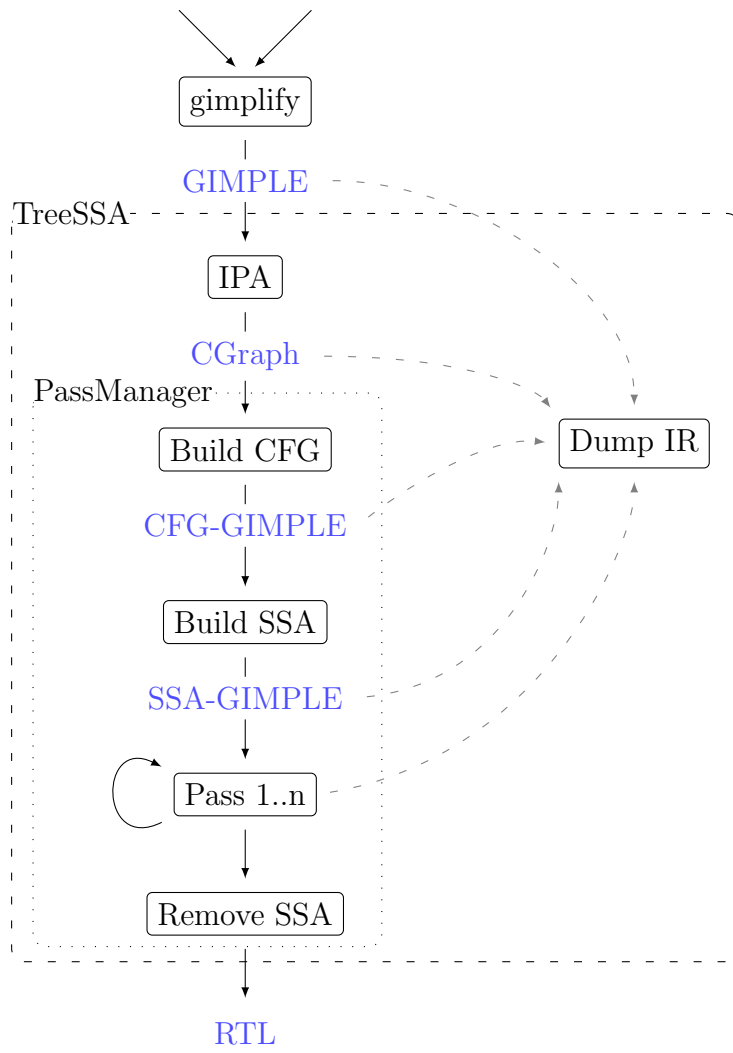 gimplify
GIMPLE
TreeSSA
IPA
CGraph
PassManager
Build CFG
Dump IR
CFG-GIMPLE
Build SSA
SSA-GIMPLE
Pass 1..n
Remove SSA
RTL